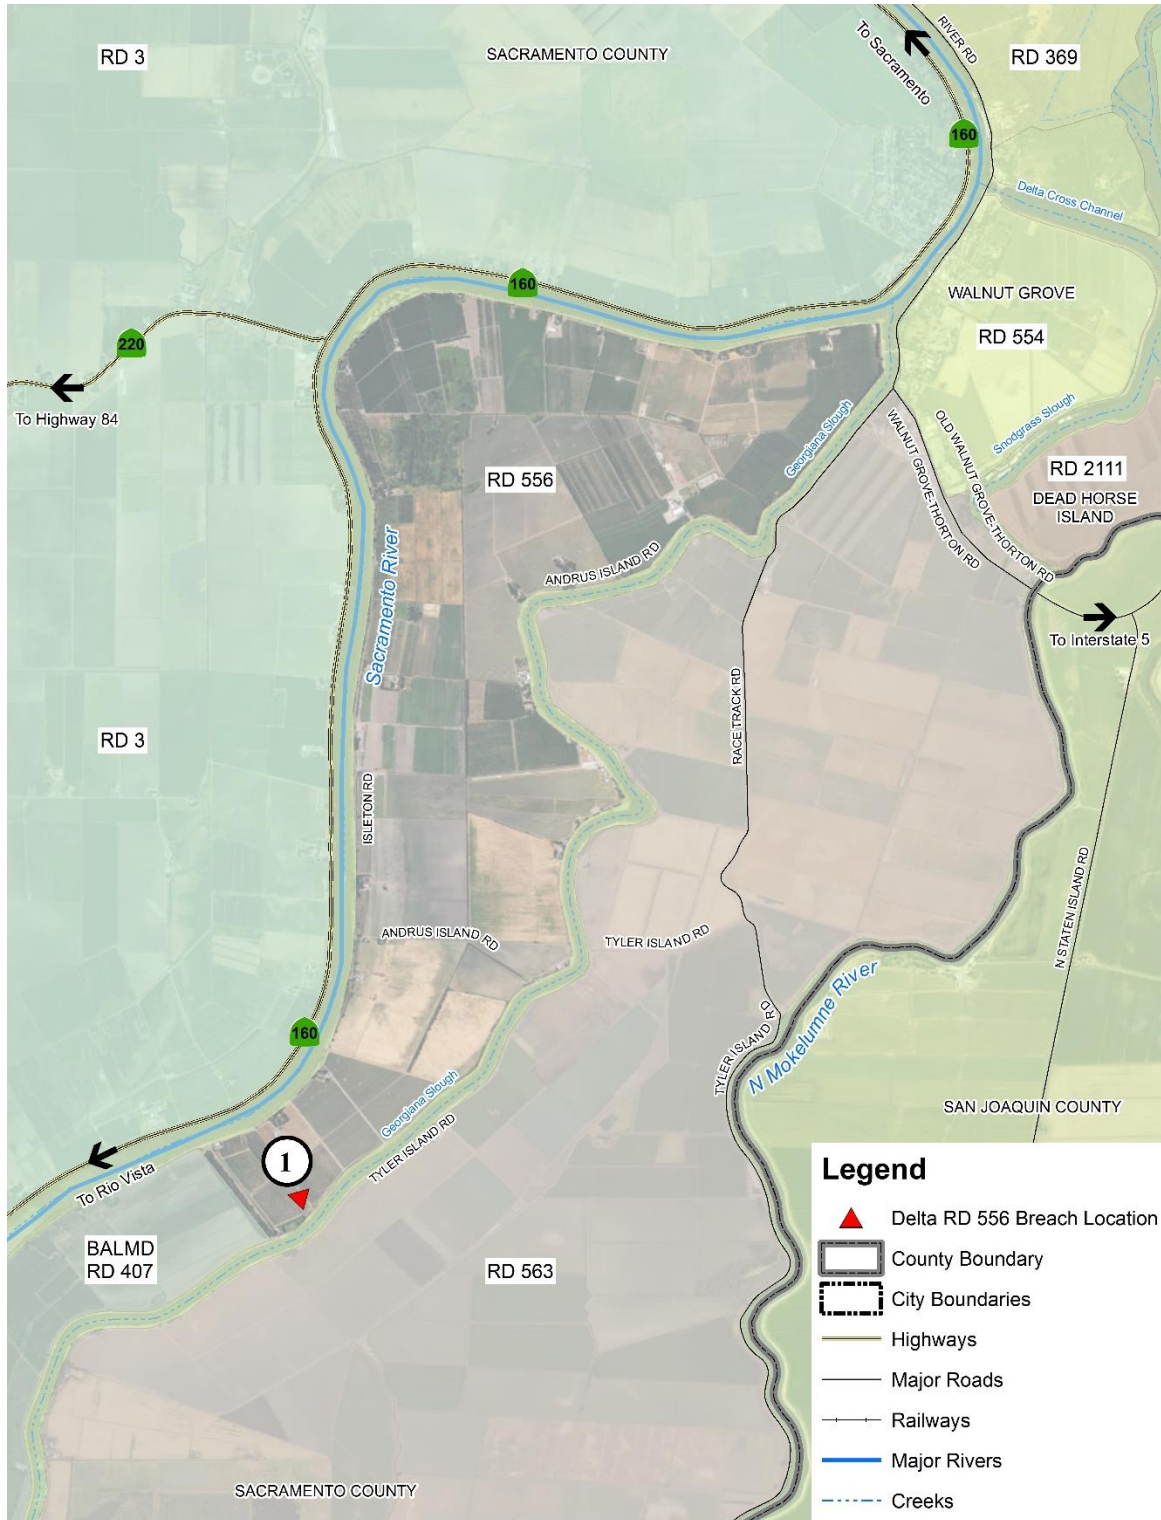 RD 3
SACRAMENTO COUNTY
To Sacramento
RIVER RD
RD 369
160
Delta Cross Channel
160
WALNUT GROVE
RD 554
220
To Highway 84
Georgiana Slough
WALNUT GROVE-THORTON RD
OLD WALNUT GROVE-THORTON RD
Snodgrass Slough
RD 2111
DEAD HORSE
ISLAND
RD 556
Sacramento River
ANDRUS ISLAND RD
To Interstate 5
RACE TRACK RD
RD 3
ISLETON RD
ANDRUS ISLAND RD
TYLER ISLAND RD
N STATEN ISLAND RD
160
TYLER ISLAND RD
N Mokelumne River
Georgiana Slough
TYLER ISLAND RD
SAN JOAQUIN COUNTY
1
To Rio Vista
BALMD
RD 407
RD 563
SACRAMENTO COUNTY
Legend
Delta RD 556 Breach Location
County Boundary
City Boundaries
Highways
Major Roads
Railways
Major Rivers
Creeks